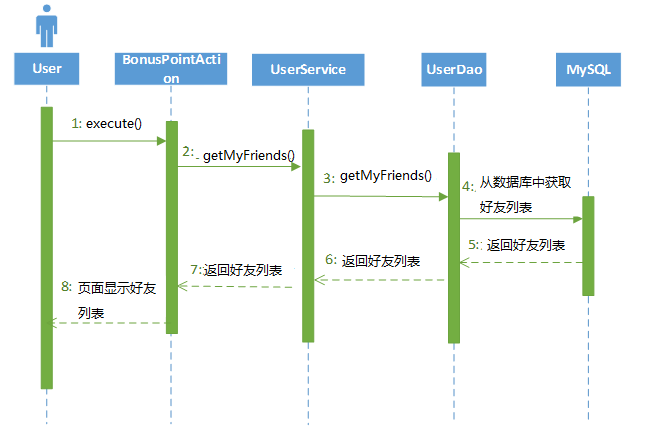 User
BonusPointActi
on
UserService
UserDao
MySQL
1: execute()
2: getMyFriends()
3: getMyFriends()
4: 从数据库中获取
好友列表
5: 返回好友列表
6: 返回好友列表
7:返回好友列表
8: 页面显示好友
列表